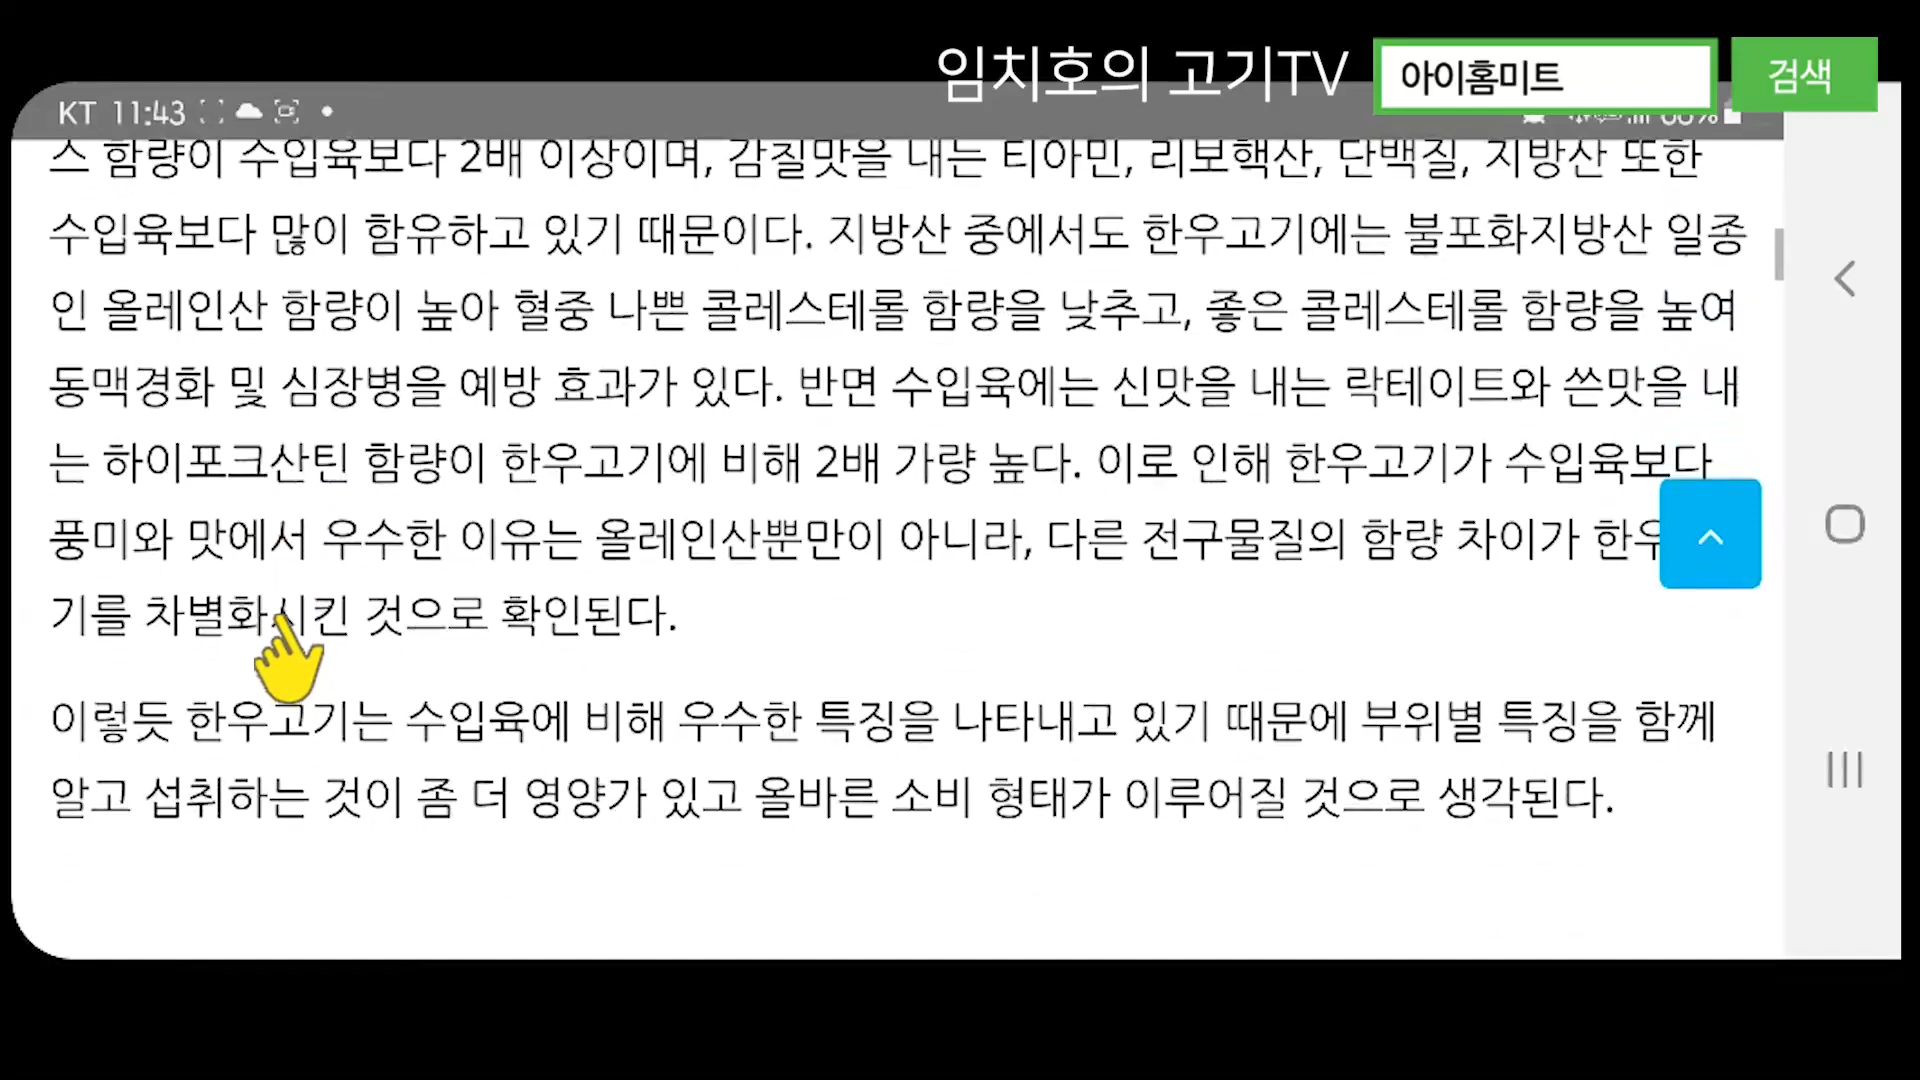 임치호의 고기TV 아이홈미트 검색
KT 11:43
스 함량이 수입육보다 2배 이상이며, 감칠맛을 내는 티아민, 리보핵산, 단백질, 지방산 또한
수입육보다 많이 함유하고 있기 때문이다. 지방산 중에서도 한우고기에는 불포화지방산 일종
인 올레인산 함량이 높아 혈중 나쁜 콜레스테롤 함량을 낮추고, 좋은 콜레스테롤 함량을 높여
동맥경화 및 심장병을 예방 효과가 있다. 반면 수입육에는 신맛을 내는 락테이트와 쓴맛을 내
는 하이포크산틴 함량이 한우고기에 비해 2배 가량 높다. 이로 인해 한우고기가 수입육보다
풍미와 맛에서 우수한 이유는 올레인산뿐만이 아니라, 다른 전구물질의 함량 차이가 한우
기를 차별화시킨 것으로 확인된다.
이렇듯 한우고기는 수입육에 비해 우수한 특징을 나타내고 있기 때문에 부위별 특징을 함께
알고 섭취하는 것이 좀 더 영양가 있고 올바른 소비 형태가 이루어질 것으로 생각된다.